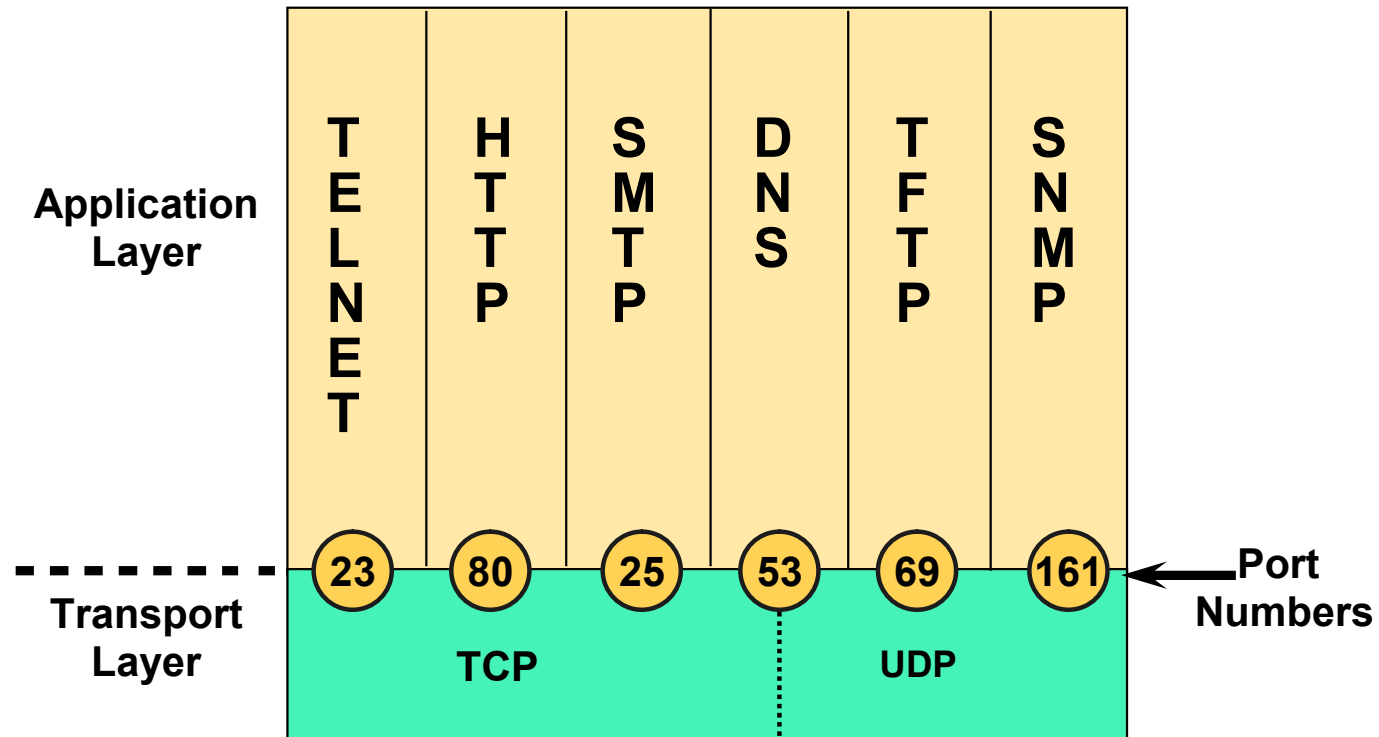 Application
Layer
TELNET
HTTP
SMTP
DNS
TFTP
SNMP
23
80
25
53
69
161
Port
Numbers
Transport
Layer
TCP
UDP